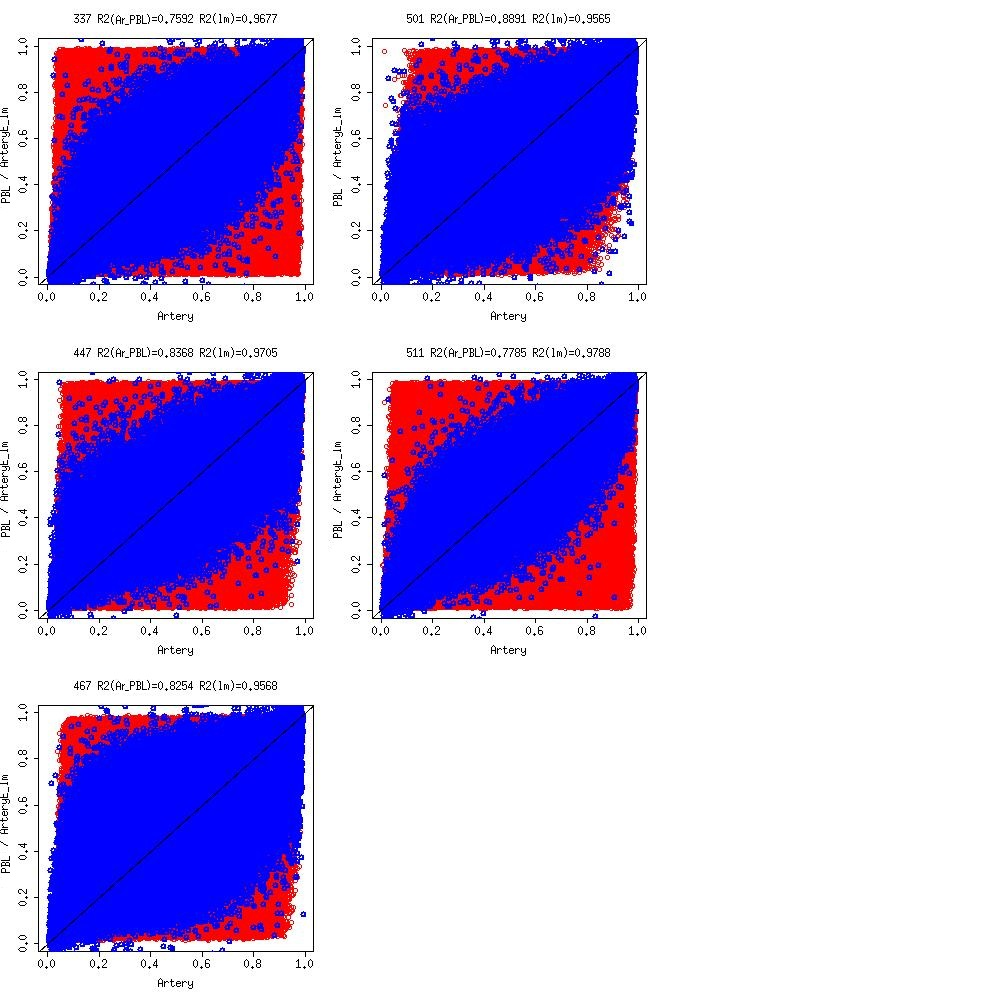 337 R2(Ar_PBL)=0.7592 R2(lm)=0.9677
501 R2(Ar_PBL)=0.8891 R2(lm)=0.9565
PBL / ArteryE_lm
0.0 0.2 0.4 0.6 0.8 1.0
0.0 0.2 0.4 0.6 0.8 1.0
Artery
PBL / ArteryE_lm
0.0 0.2 0.4 0.6 0.8 1.0
0.0 0.2 0.4 0.6 0.8 1.0
Artery
447 R2(Ar_PBL)=0.8368 R2(lm)=0.9705
511 R2(Ar_PBL)=0.7785 R2(lm)=0.9788
PBL / ArteryE_lm
0.0 0.2 0.4 0.6 0.8 1.0
0.0 0.2 0.4 0.6 0.8 1.0
Artery
PBL / ArteryE_lm
0.0 0.2 0.4 0.6 0.8 1.0
0.0 0.2 0.4 0.6 0.8 1.0
Artery
467 R2(Ar_PBL)=0.8254 R2(lm)=0.9568
PBL / ArteryE_lm
0.0 0.2 0.4 0.6 0.8 1.0
0.0 0.2 0.4 0.6 0.8 1.0
Artery